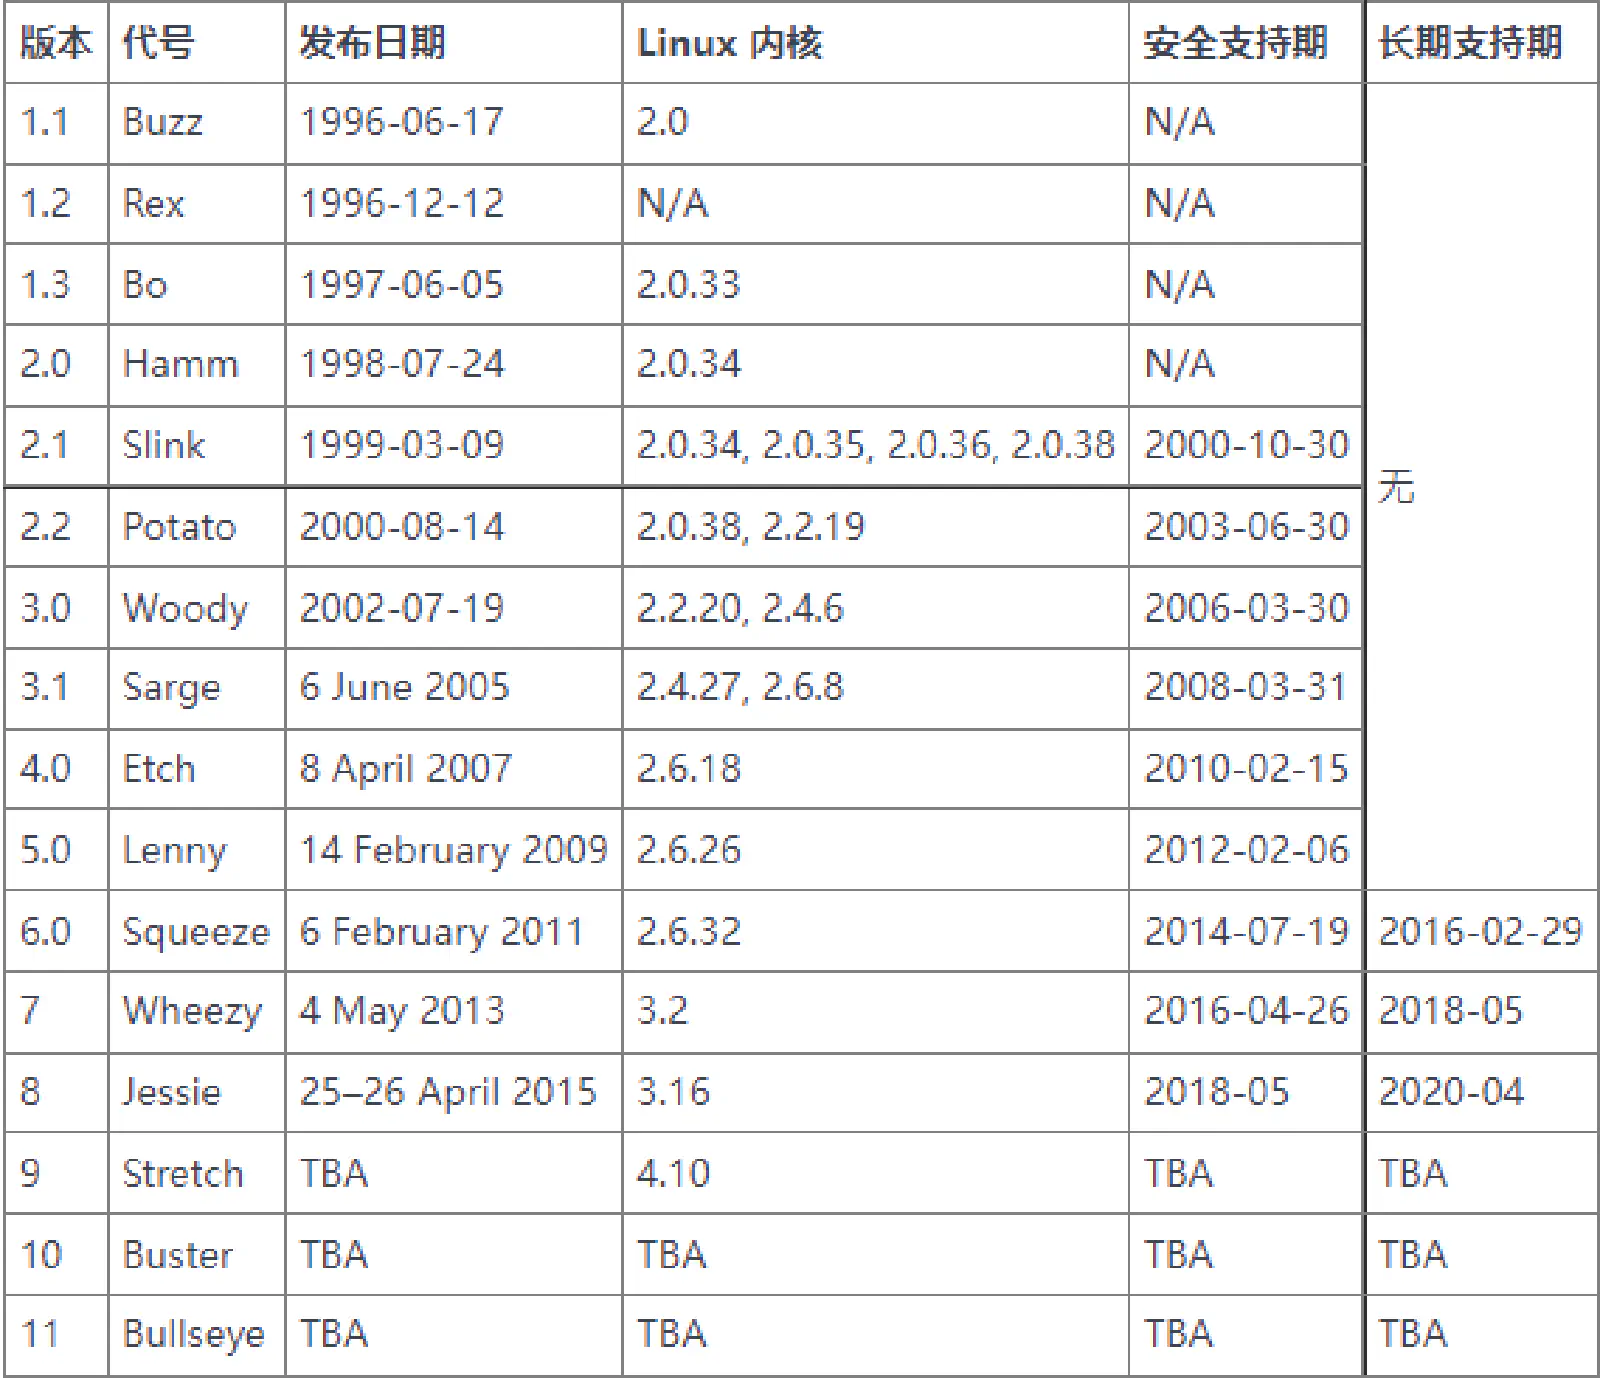 版本 代号 发布日期 Linux 内核 安全支持期 长期支持期
1.1 Buzz 1996-06-17 2.0 N/A
1.2 Rex 1996-12-12 N/A N/A
1.3 Bo 1997-06-05 2.0.33 N/A
2.0 Hamm 1998-07-24 2.0.34 N/A
2.1 Slink 1999-03-09 2.0.34, 2.0.35, 2.0.36, 2.0.38 2000-10-30
无
2.2 Potato 2000-08-14 2.0.38, 2.2.19 2003-06-30
3.0 Woody 2002-07-19 2.2.20, 2.4.6 2006-03-30
3.1 Sarge 6 June 2005 2.4.27, 2.6.8 2008-03-31
4.0 Etch 8 April 2007 2.6.18 2010-02-15
5.0 Lenny 14 February 2009 2.6.26 2012-02-06
6.0 Squeeze 6 February 2011 2.6.32 2014-07-19 2016-02-29
7 Wheezy 4 May 2013 3.2 2016-04-26 2018-05
8 Jessie 25–26 April 2015 3.16 2018-05 2020-04
9 Stretch TBA 4.10 TBA TBA
10 Buster TBA TBA TBA TBA
11 Bullseye TBA TBA TBA TBA